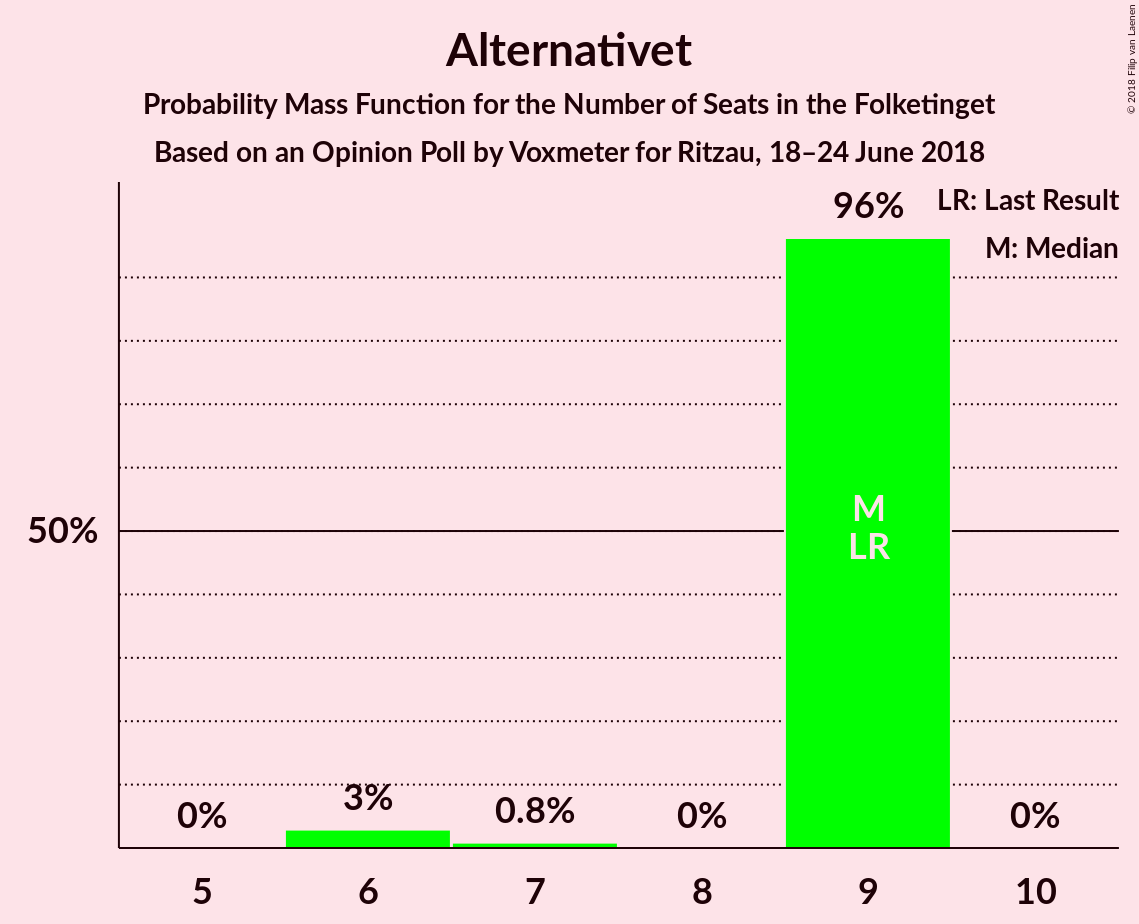 Alternativet
Probability Mass Function for the Number of Seats in the Folketinget
Based on an Opinion Poll by Voxmeter for Ritzau, 18–24 June 2018
© 2018 Filip van Laenen
LR: Last Result
M: Median
96%
50%
M
LR
0%
3%
0.8%
0%
0%
5
6
7
8
9
10